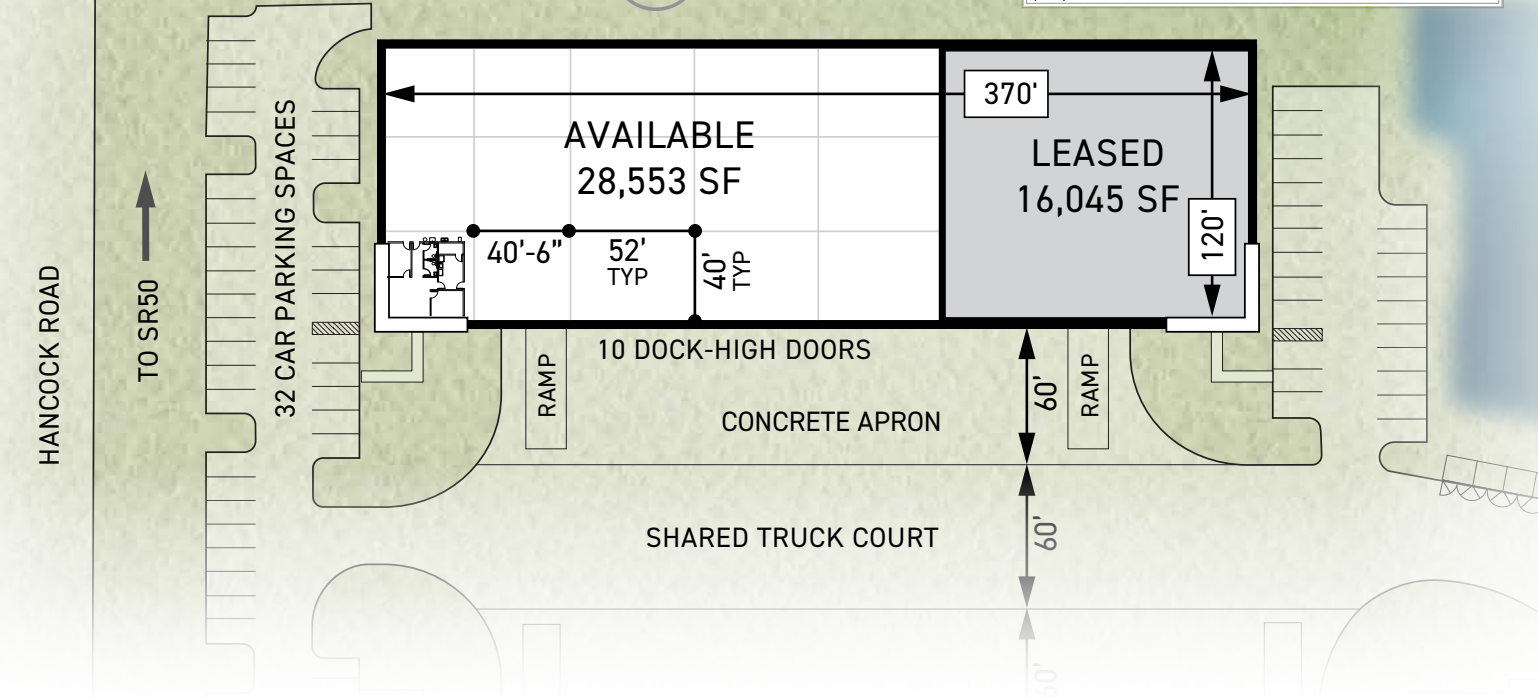 370'
AVAILABLE
28,553 SF
LEASED
16,045 SF
120'
40'-6"
52'
TYP
40'
TYP
32 CAR PARKING SPACES
TO SR50
HANCOCK ROAD
10 DOCK-HIGH DOORS
RAMP
RAMP
60'
CONCRETE APRON
SHARED TRUCK COURT
60'
60'